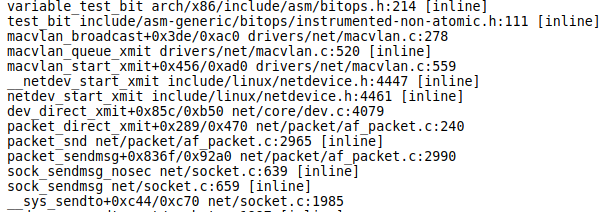 variable_test_bit arch/x86/include/asm/bitops.h:214 [inline]
test_bit include/asm-generic/bitops/instrumented-non-atomic.h:111 [inline]
macvlan_broadcast+0x3de/0xac0 drivers/net/macvlan.c:278
macvlan_queue_xmit drivers/net/macvlan.c:520 [inline]
macvlan_start_xmit+0x456/0xad0 drivers/net/macvlan.c:559
__netdev_start_xmit include/linux/netdevice.h:4447 [inline]
netdev_start_xmit include/linux/netdevice.h:4461 [inline]
dev_direct_xmit+0x85c/0xb50 net/core/dev.c:4079
packet_direct_xmit+0x289/0x470 net/packet/af_packet.c:240
packet_snd net/packet/af_packet.c:2965 [inline]
packet_sendmsg+0x836f/0x92a0 net/packet/af_packet.c:2990
sock_sendmsg_nosec net/socket.c:639 [inline]
sock_sendmsg net/socket.c:659 [inline]
__sys_sendto+0xc44/0xc70 net/socket.c:1985